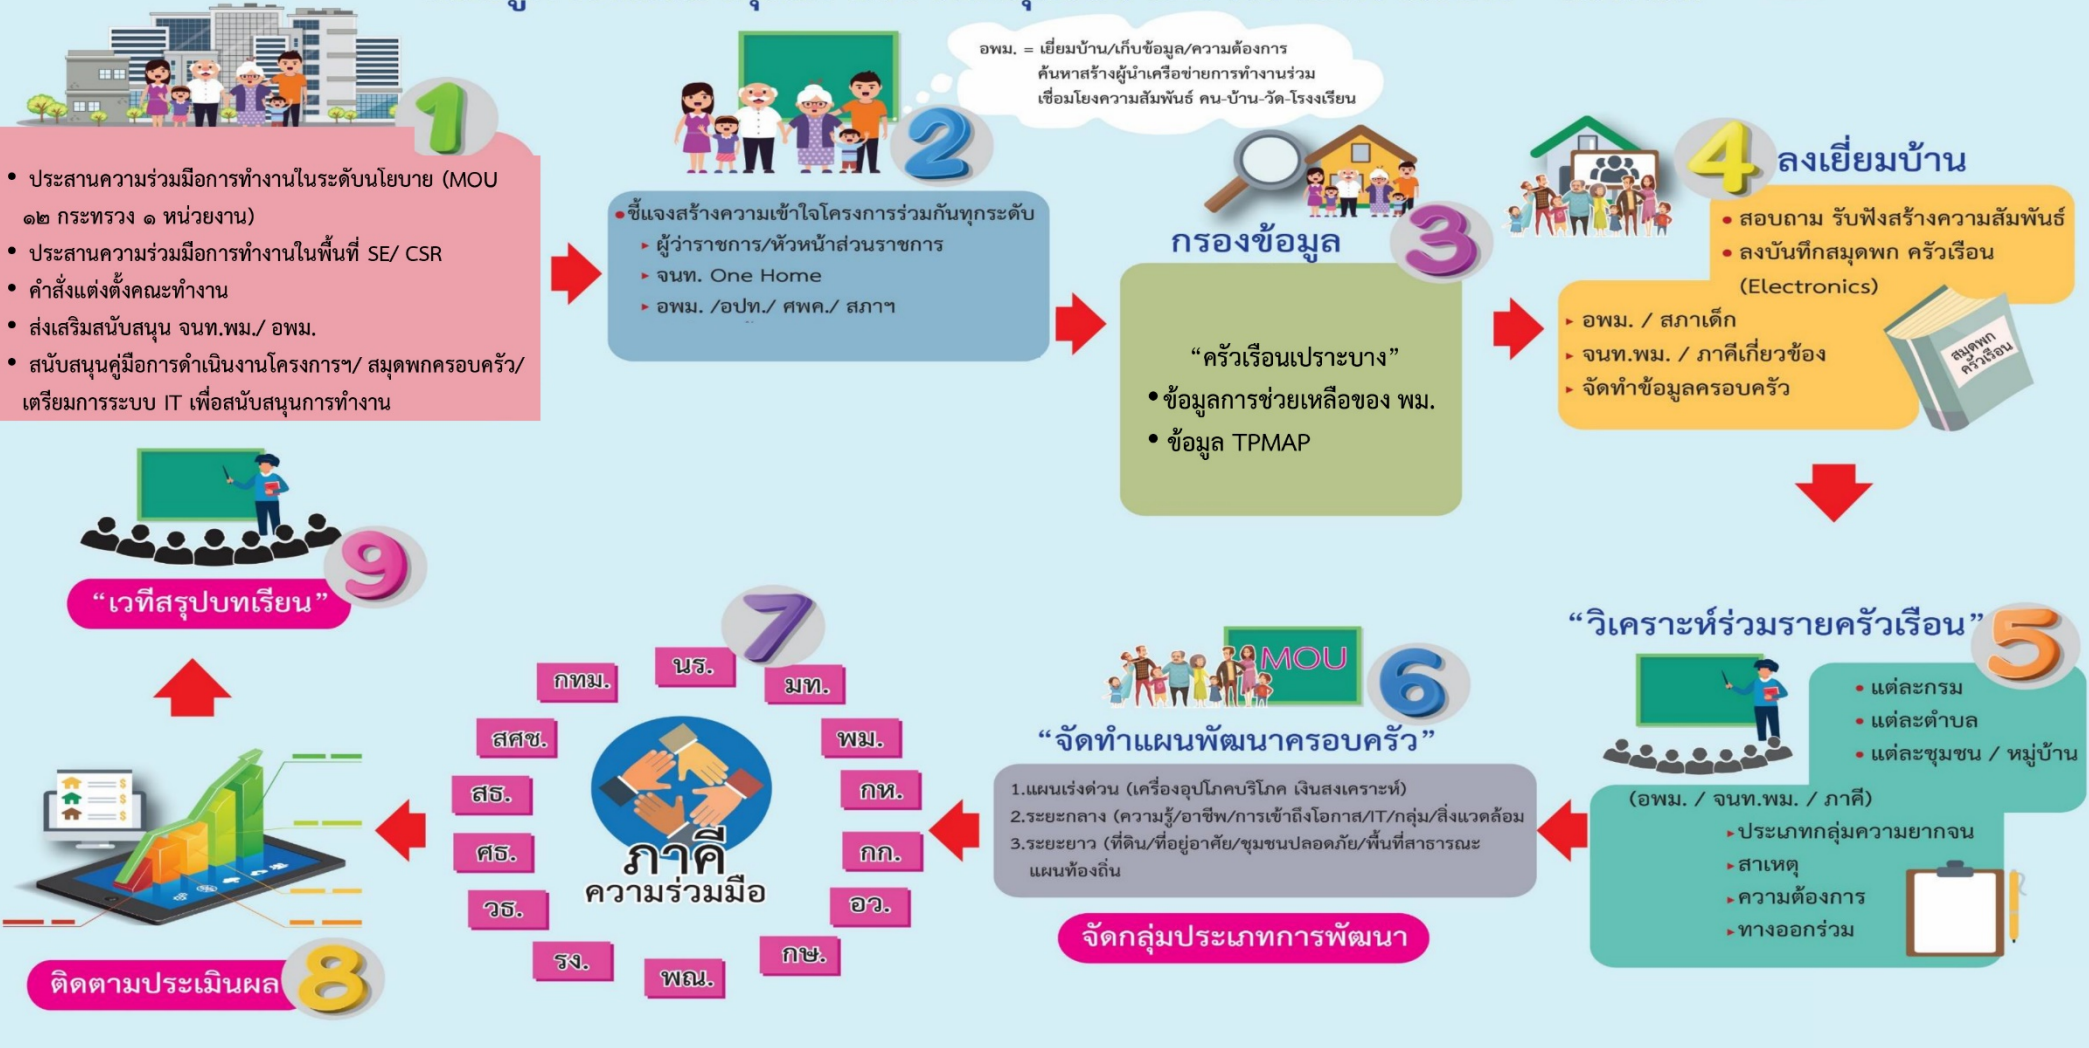 อพม. = เยี่ยมบ้าน/เก็บข้อมูล/ความต้องการ
ค้นหาสร้างผู้นำเครือข่ายการทำงานร่วม
เชื่อมโยงความสัมพันธ์ คน-บ้าน-วัด-โรงงเรียน
1
• ประสานความร่วมมือการทำงานในระดับนโยบาย (MOU
๑๒ กระทรวง ๑ หน่วยงาน)
• ประสานความร่วมมือการทำงานในพื้นที่ SE/ CSR
• คำสั่งแต่งตั้งคณะทำงาน
• ส่งเสริมสนับสนุน จนท.พม./ อพม.
• สนับสนุนคู่มือการดำเนินงานโครงการฯ/ สมุดพกครอบครัว/
เตรียมการระบบ IT เพื่อสนับสนุนการทำงาน
2
• ชี้แจงสร้างความเข้าใจโครงการร่วมกันทุกระดับ
▸ ผู้ว่าราชการ/หัวหน้าส่วนราชการ
▸ จนท. One Home
▸ อพม. /อปท./ ศพค./ สภาฯ
3
กรองข้อมูล
“ครัวเรือนเปราะบาง”
• ข้อมูลการช่วยเหลือของ พม.
• ข้อมูล TPMAP
4
ลงเยี่ยมบ้าน
• สอบถาม รับฟังสร้างความสัมพันธ์
• ลงบันทึกสมุดพก ครัวเรือน
(Electronics)
▸ อพม. / สภาเด็ก
▸ จนท.พม. / ภาคีเกี่ยวข้อง
▸ จัดทำข้อมูลครอบครัว
สมุดพก
ครัวเรือน
5
“วิเคราะห์ร่วมรายครัวเรือน”
• แต่ละกรม
• แต่ละตำบล
• แต่ละชุมชน / หมู่บ้าน
(อพม. / จนท.พม. / ภาคี)
▸ ประเภทกลุ่มความยากจน
▸ สาเหตุ
▸ ความต้องการ
▸ ทางออกร่วม
MOU
6
“จัดทำแผนพัฒนาครอบครัว”
1.แผนเร่งด่วน (เครื่องอุปโภคบริโภค เงินสงเคราะห์)
2.ระยะกลาง (ความรู้/อาชีพ/การเข้าถึงโอกาส/IT/กลุ่ม/สิ่งแวดล้อม
3.ระยะยาว (ที่ดิน/ที่อยู่อาศัย/ชุมชนปลอดภัย/พื้นที่สาธารณะ
แผนท้องถิ่น
จัดกลุ่มประเภทการพัฒนา
7
นร.
มท.
พม.
กห.
กก.
อว.
กษ.
พณ.
รง.
วธ.
ศธ.
สธ.
สศช.
กทม.
ภาคี
ความร่วมมือ
8
ติดตามประเมินผล
9
“เวทีสรุปบทเรียน”